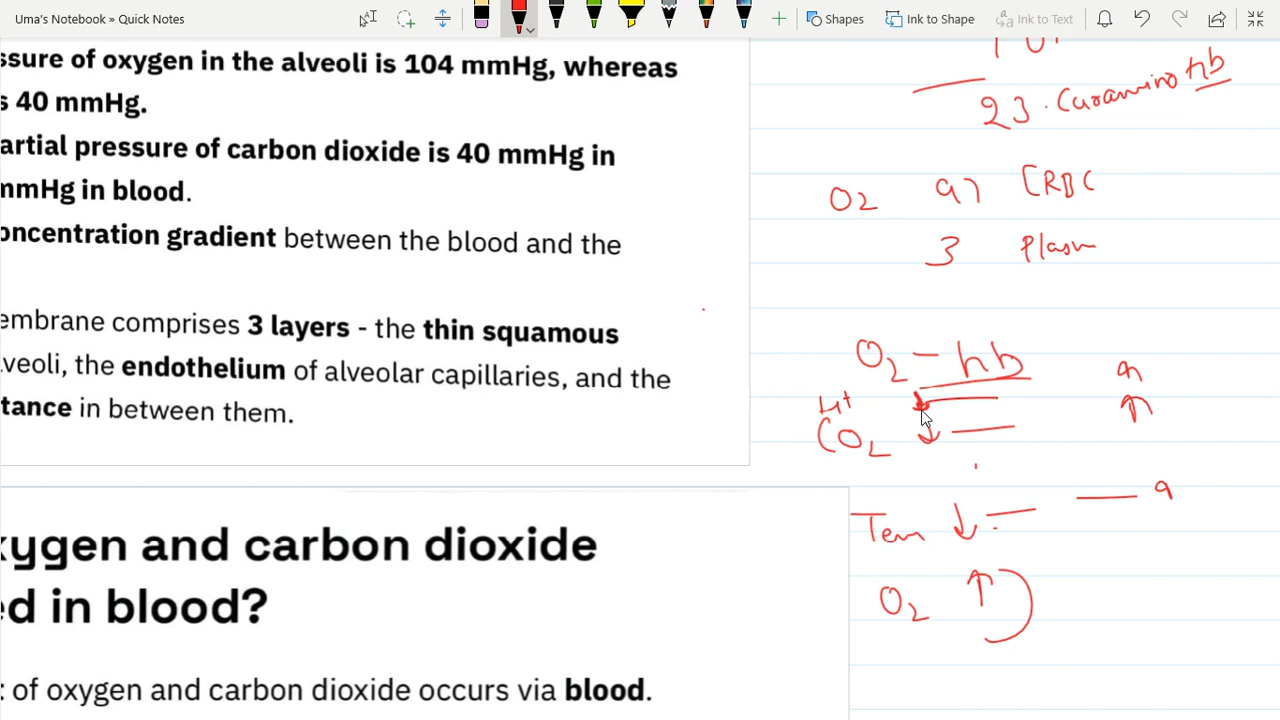 Uma's Notebook » Quick Notes
Shapes
Ink to Shape
Ink to Text
ssure of oxygen in the alveoli is 104 mmHg, whereas
s 40 mmHg.
artial pressure of carbon dioxide is 40 mmHg in
mmHg in blood.
oncentration gradient between the blood and the
embrane comprises 3 layers - the thin squamous
lveoli, the endothelium of alveolar capillaries, and the
tance in between them.
xygen and carbon dioxide
ed in blood?
of oxygen and carbon dioxide occurs via blood.
23. Caramino hb
O2 97 [RBC
3 Plasm
O2 - hb
H+
CO2 ↓
Tem ↓
O2 ↑